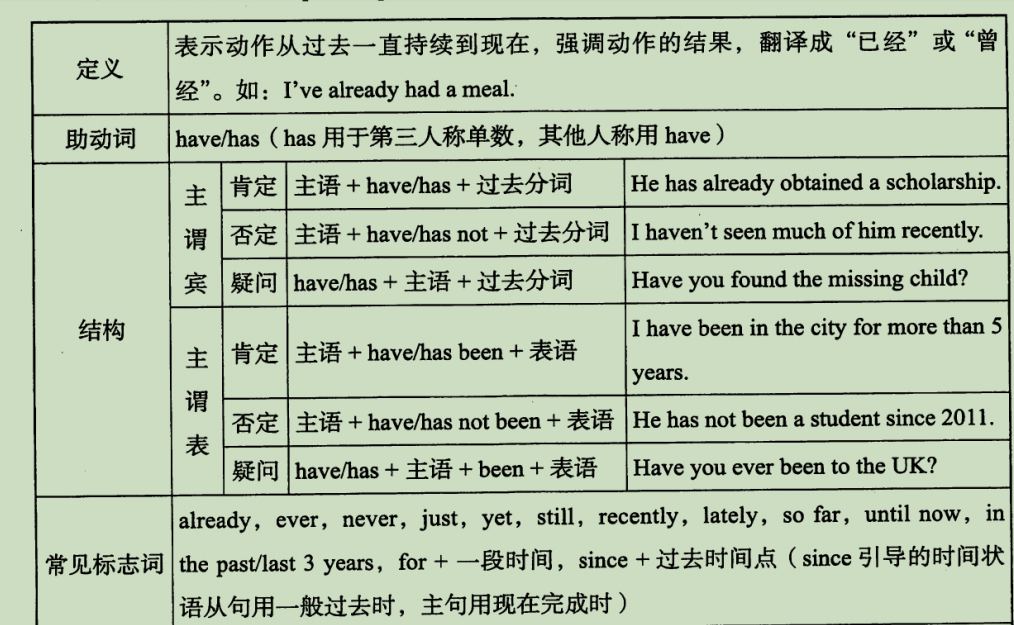 定义
表示动作从过去一直持续到现在，强调动作的结果，翻译成“已经”或“曾
经”。如：I’ve already had a meal.
助动词
have/has（has 用于第三人称单数，其他人称用 have）
结构
主谓宾
肯定
主语 + have/has + 过去分词
He has already obtained a scholarship.
否定
主语 + have/has not + 过去分词
I haven’t seen much of him recently.
疑问
have/has + 主语 + 过去分词
Have you found the missing child?
主谓表
肯定
主语 + have/has been + 表语
I have been in the city for more than 5
years.
否定
主语 + have/has not been + 表语
He has not been a student since 2011.
疑问
have/has + 主语 + been + 表语
Have you ever been to the UK?
常见标志词
already，ever，never，just，yet，still，recently，lately，so far，until now，in
the past/last 3 years，for + 一段时间，since + 过去时间点（since 引导的时间状
语从句用一般过去时，主句用现在完成时）